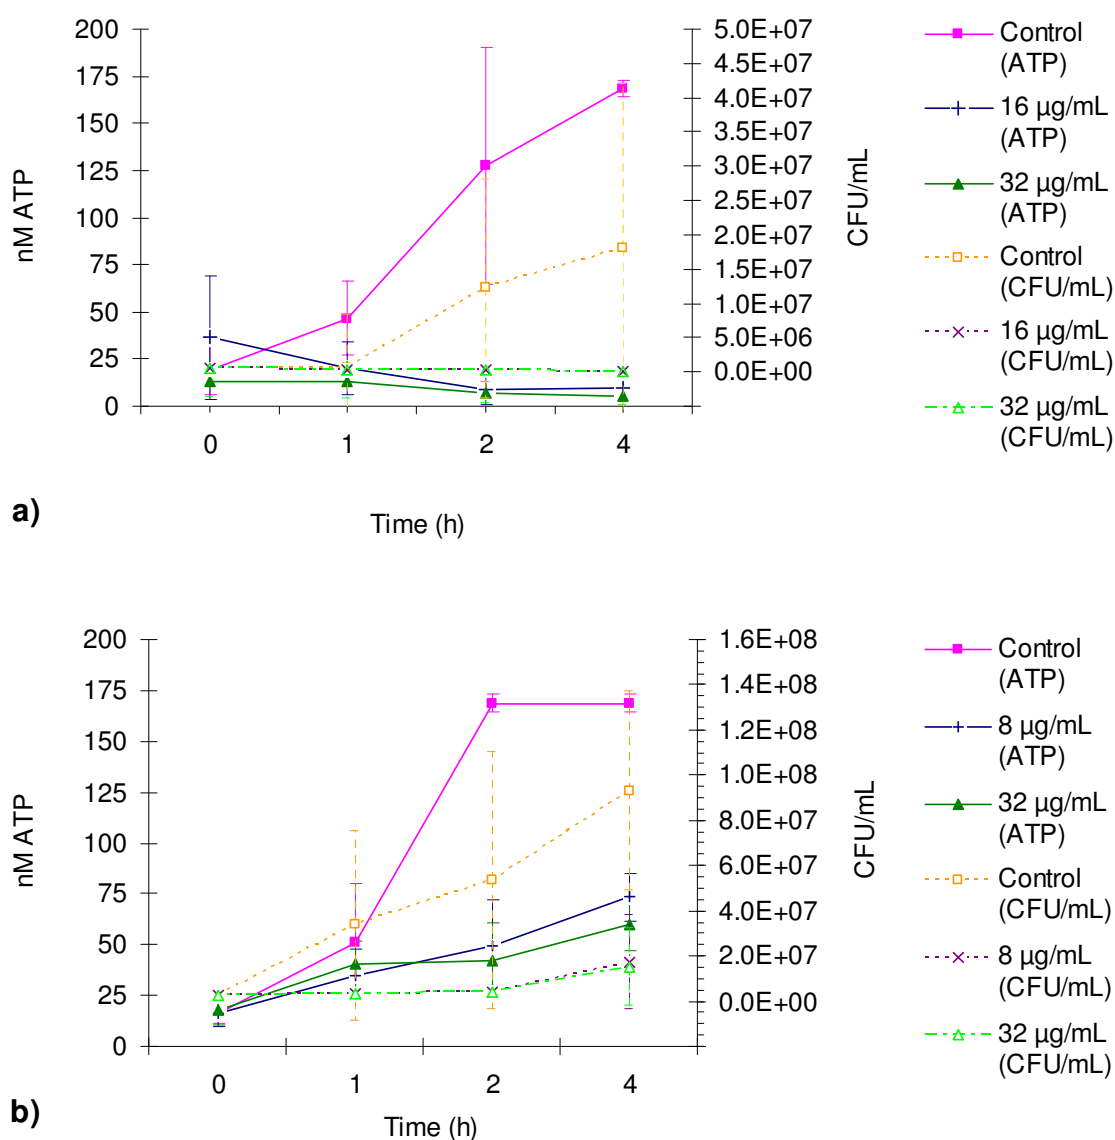 200
175
150
125
100
75
50
25
0
nM ATP
5.0E+07
4.5E+07
4.0E+07
3.5E+07
3.0E+07
2.5E+07
2.0E+07
1.5E+07
1.0E+07
5.0E+06
0.0E+00
CFU/mL
0 1 2 4
Time (h)
Control
(ATP)
16 µg/mL
(ATP)
32 µg/mL
(ATP)
Control
(CFU/mL)
16 µg/mL
(CFU/mL)
32 µg/mL
(CFU/mL)
a)
200
175
150
125
100
75
50
25
0
nM ATP
1.6E+08
1.4E+08
1.2E+08
1.0E+08
8.0E+07
6.0E+07
4.0E+07
2.0E+07
0.0E+00
CFU/mL
0 1 2 4
Time (h)
Control
(ATP)
8 µg/mL
(ATP)
32 µg/mL
(ATP)
Control
(CFU/mL)
8 µg/mL
(CFU/mL)
32 µg/mL
(CFU/mL)
b)